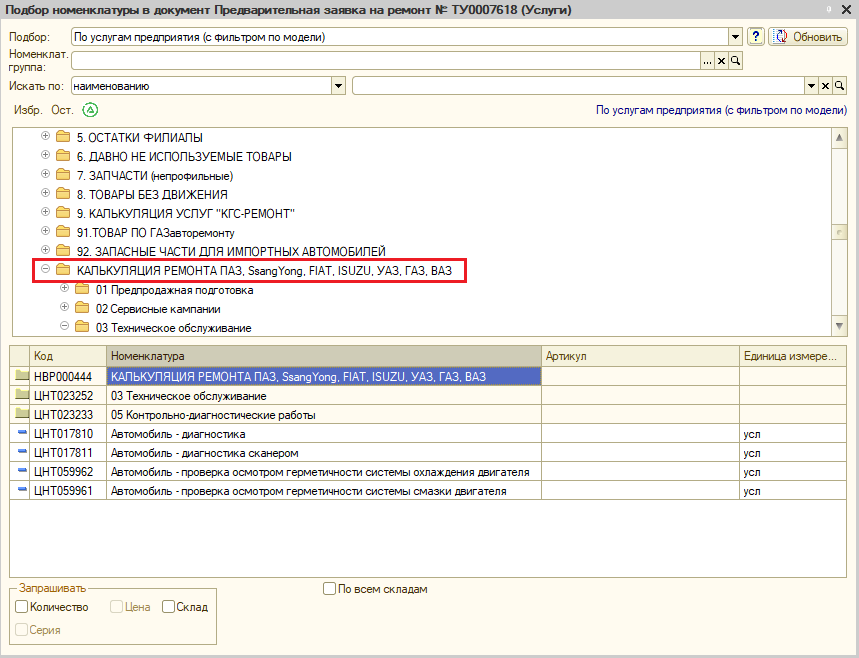 Подбор номенклатуры в документ Предварительная заявка на ремонт № ТУ0007618 (Услуги)
Подбор: По услугам предприятия (с фильтром по модели) ? Обновить
Номенклат. группа:
Искать по: наименованию
Избр. Ост. По услугам предприятия (с фильтром по модели)
5. ОСТАТКИ ФИЛИАЛЫ
6. ДАВНО НЕ ИСПОЛЬЗУЕМЫЕ ТОВАРЫ
7. ЗАПЧАСТИ (непрофильные)
8. ТОВАРЫ БЕЗ ДВИЖЕНИЯ
9. КАЛЬКУЛЯЦИЯ УСЛУГ "КГС-РЕМОНТ"
91.ТОВАР ПО ГАЗавторемонту
92. ЗАПАСНЫЕ ЧАСТИ ДЛЯ ИМПОРТНЫХ АВТОМОБИЛЕЙ
КАЛЬКУЛЯЦИЯ РЕМОНТА ПАЗ, SsangYong, FIAT, ISUZU, УАЗ, ГАЗ, ВАЗ
01 Предпродажная подготовка
02 Сервисные кампании
03 Техническое обслуживание
Код Номенклатура Артикул Единица измере...
НВР000444 КАЛЬКУЛЯЦИЯ РЕМОНТА ПАЗ, SsangYong, FIAT, ISUZU, УАЗ, ГАЗ, ВАЗ
ЦНТ023252 03 Техническое обслуживание
ЦНТ023233 05 Контрольно-диагностические работы
ЦНТ017810 Автомобиль - диагностика усл
ЦНТ017811 Автомобиль - диагностика сканером усл
ЦНТ059962 Автомобиль - проверка осмотром герметичности системы охлаждения двигателя усл
ЦНТ059961 Автомобиль - проверка осмотром герметичности системы смазки двигателя усл
Запрашивать По всем складам
Количество Цена Склад
Серия